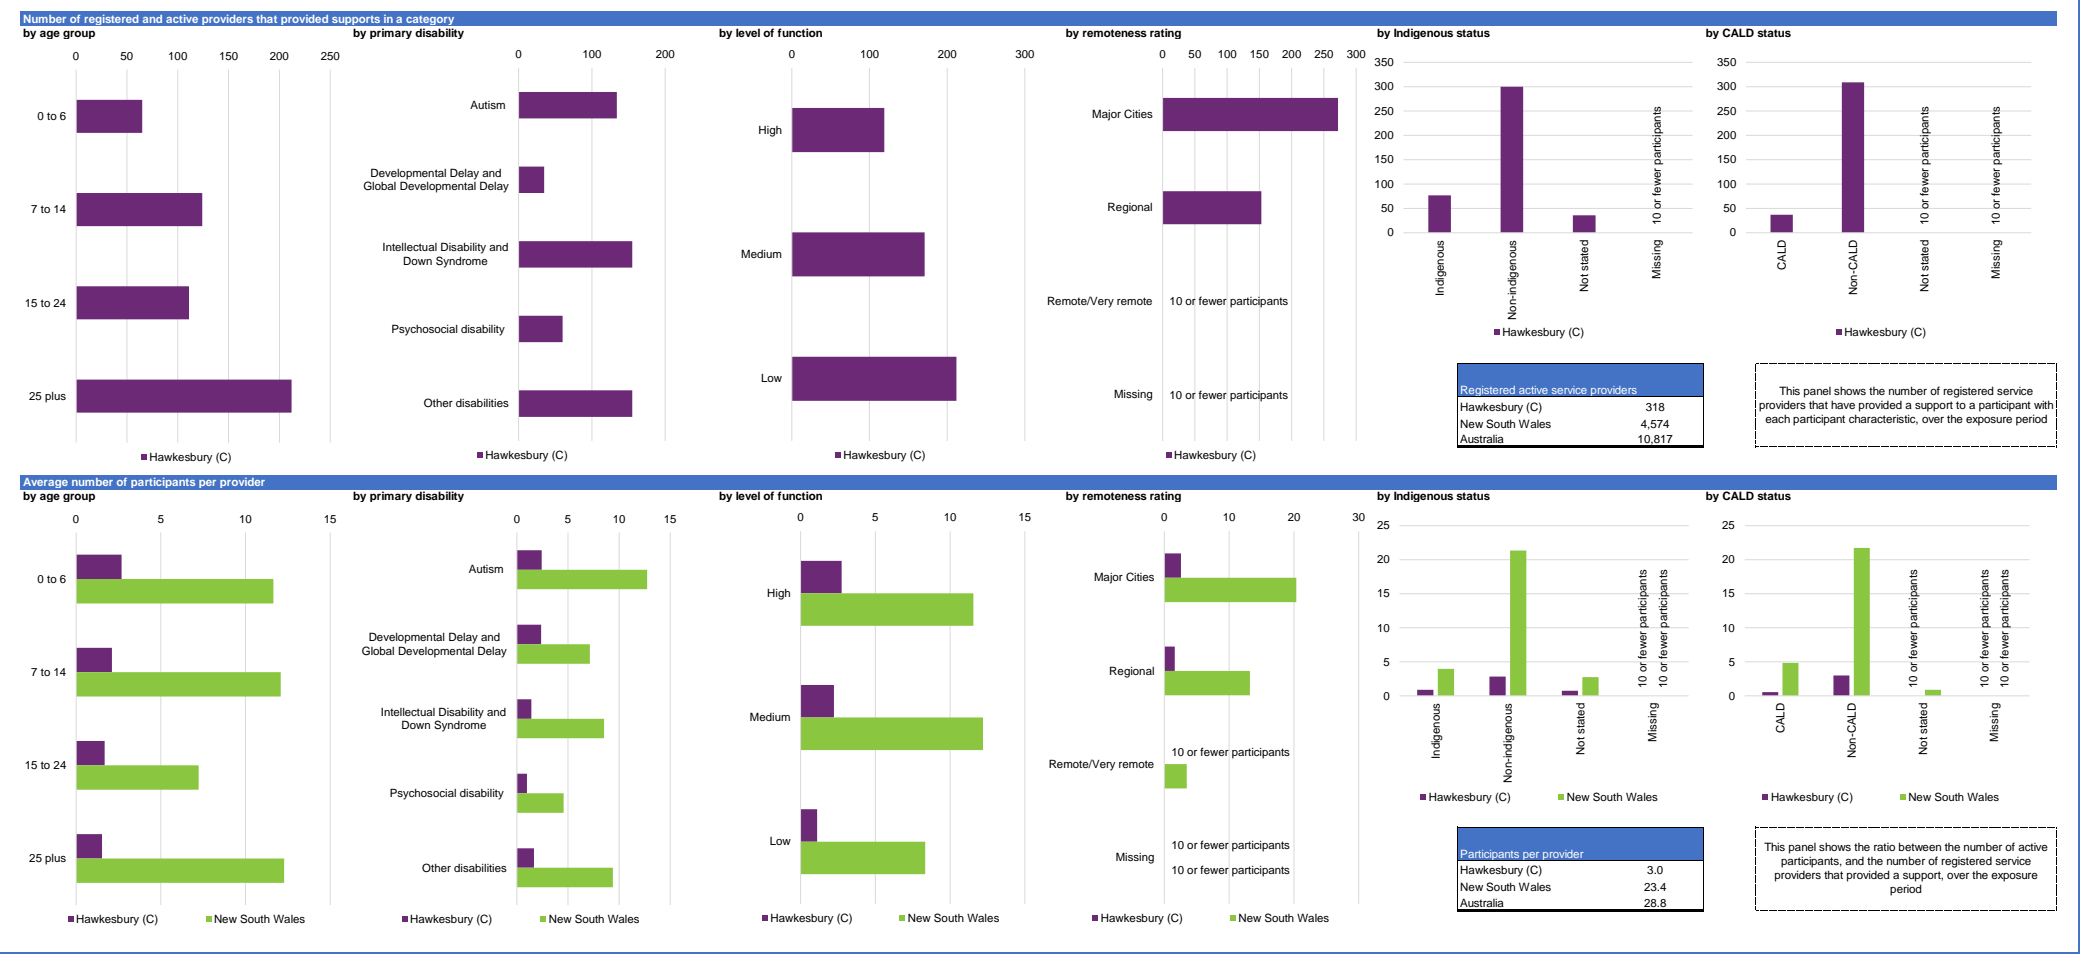 Number of registered and active providers that provided supports in a category
by age group
0 50 100 150 200 250
0 to 6
7 to 14
15 to 24
25 plus
Hawkesbury (C)
by primary disability
0 100 200
Autism
Developmental Delay and
Global Developmental Delay
Intellectual Disability and
Down Syndrome
Psychosocial disability
Other disabilities
Hawkesbury (C)
by level of function
0 100 200 300
High
Medium
Low
Hawkesbury (C)
by remoteness rating
0 50 100 150 200 250 300
Major Cities
Regional
Remote/Very remote 10 or fewer participants
Missing 10 or fewer participants
Hawkesbury (C)
by Indigenous status
350
300
250
200
150
100
50
0
10 or fewer participants
Indigenous
Non-indigenous
Not stated
Missing
Hawkesbury (C)
by CALD status
350
300
250
200
150
100
50
0
10 or fewer participants
10 or fewer participants
CALD
Non-CALD
Not stated
Missing
Hawkesbury (C)
Registered active service providers
Hawkesbury (C) 318
New South Wales 4,574
Australia 10,817
This panel shows the number of registered service
providers that have provided a support to a participant with
each participant characteristic, over the exposure period
Average number of participants per provider
by age group
0 5 10 15
0 to 6
7 to 14
15 to 24
25 plus
Hawkesbury (C) New South Wales
by primary disability
0 5 10 15
Autism
Developmental Delay and
Global Developmental Delay
Intellectual Disability and
Down Syndrome
Psychosocial disability
Other disabilities
Hawkesbury (C) New South Wales
by level of function
0 5 10 15
High
Medium
Low
Hawkesbury (C) New South Wales
by remoteness rating
0 10 20 30
Major Cities
Regional
10 or fewer participants
Remote/Very remote
10 or fewer participants
Missing
10 or fewer participants
Hawkesbury (C) New South Wales
by Indigenous status
25
20
15
10
5
0
10 or fewer participants
10 or fewer participants
Indigenous
Non-indigenous
Not stated
Missing
Hawkesbury (C) New South Wales
by CALD status
25
20
15
10
5
0
10 or fewer participants
10 or fewer participants
10 or fewer participants
CALD
Non-CALD
Not stated
Missing
Hawkesbury (C) New South Wales
Participants per provider
Hawkesbury (C) 3.0
New South Wales 23.4
Australia 28.8
This panel shows the ratio between the number of active
participants, and the number of registered service
providers that provided a support, over the exposure
period